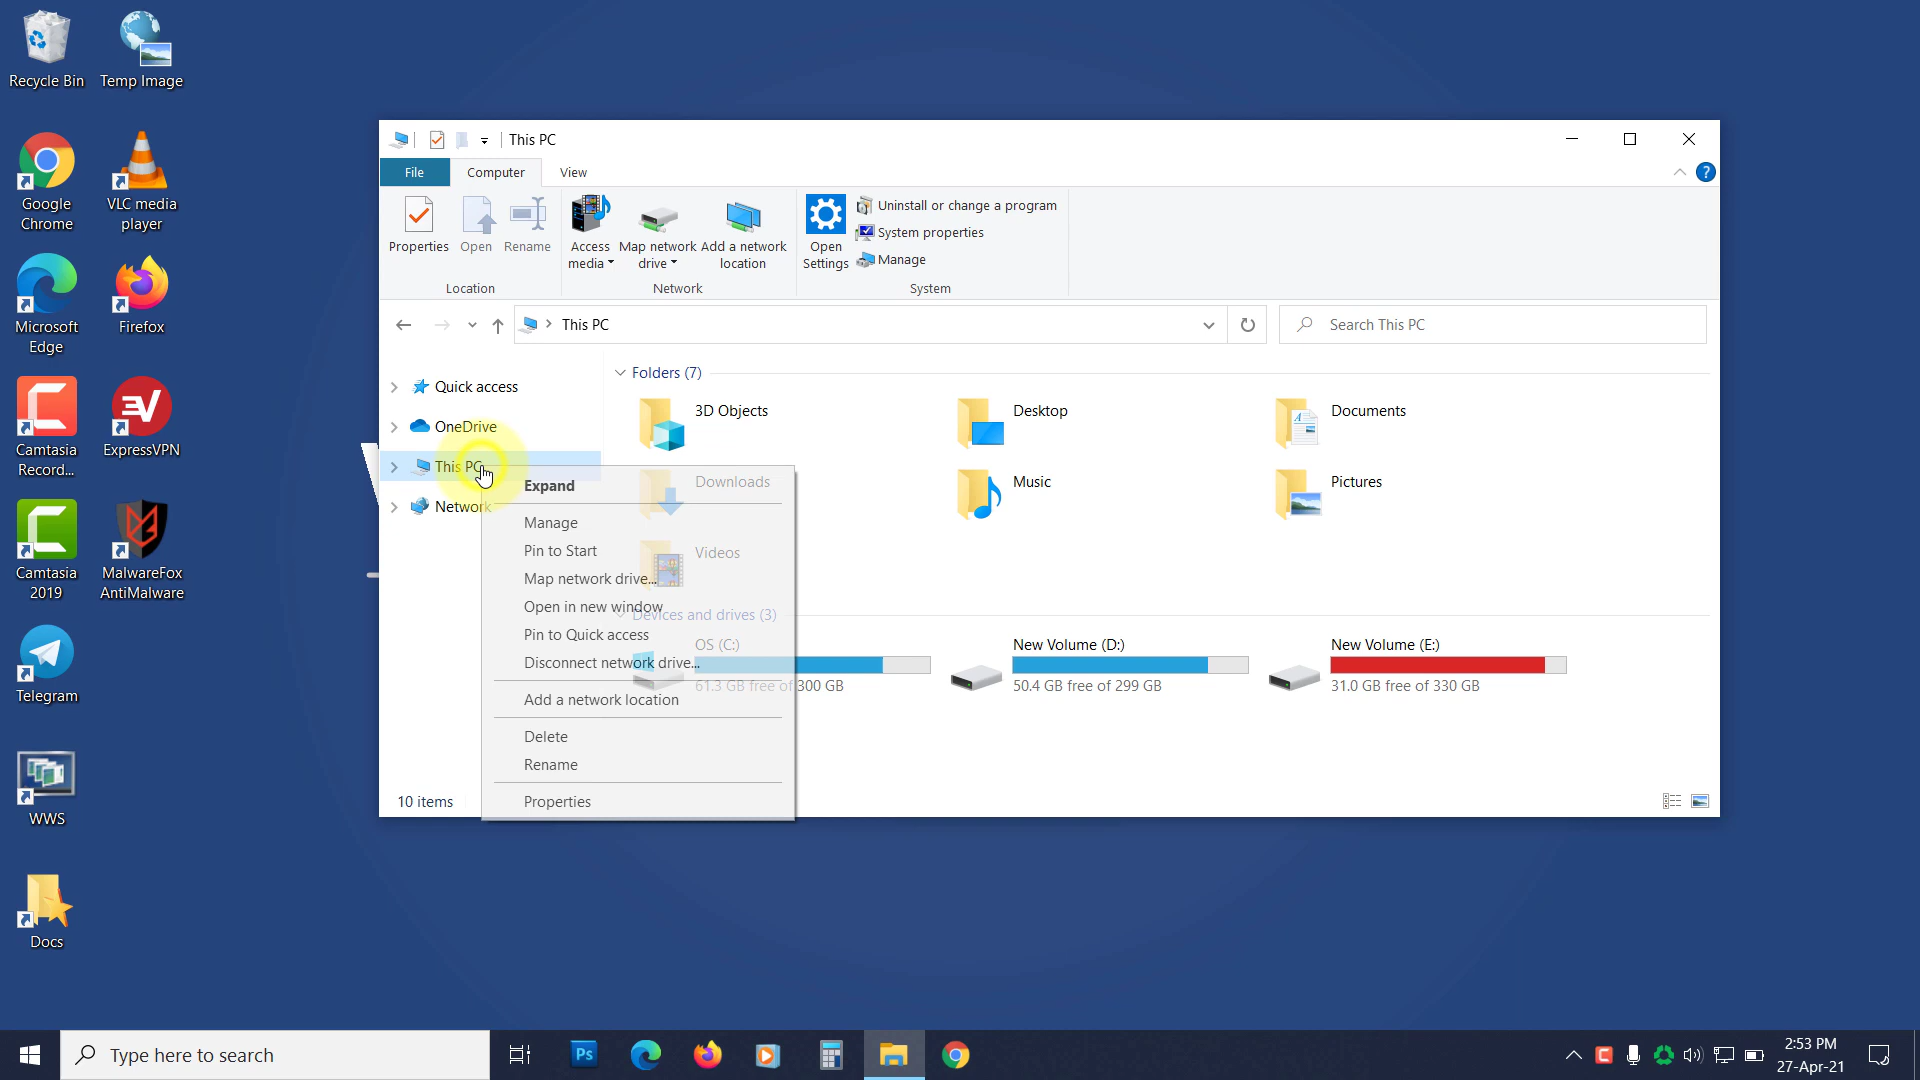 Recycle Bin
Temp Image
Google
Chrome
VLC media
player
Microsoft
Edge
Firefox
Camtasia
Record...
ExpressVPN
Camtasia
2019
MalwareFox
AntiMalware
Telegram
WWS
Docs
This PC
File
Computer
View
?
Properties
Open
Rename
Access
media
Map network
drive
Add a network
location
Open
Settings
Uninstall or change a program
System properties
Manage
Location
Network
System
This PC
Search This PC
Quick access
OneDrive
This PC
Network
Folders (7)
3D Objects
Desktop
Documents
Downloads
Music
Pictures
Videos
Devices and drives (3)
OS (C:)
61.3 GB free of 300 GB
New Volume (D:)
50.4 GB free of 299 GB
New Volume (E:)
31.0 GB free of 330 GB
Expand
Manage
Pin to Start
Map network drive...
Open in new window
Pin to Quick access
Disconnect network drive...
Add a network location
Delete
Rename
Properties
10 items
Type here to search
Ps
2:53 PM
27-Apr-21